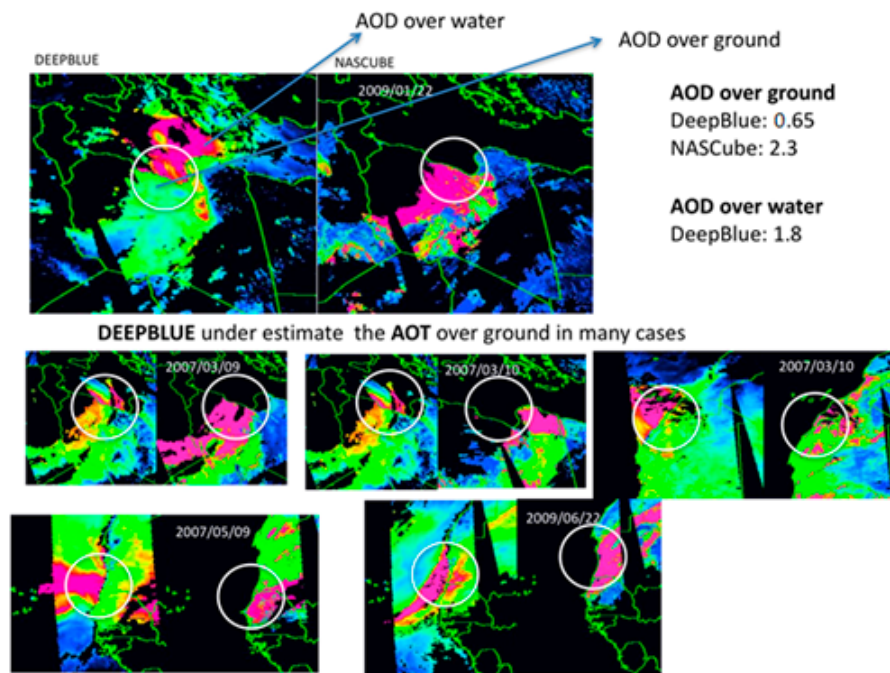 AOD over water
AOD over ground
DEEPBLUE
NASCUBE
2009/01/22
AOD over ground
DeepBlue: 0.65
NASCube: 2.3
AOD over water
DeepBlue: 1.8
DEEPBLUE under estimate the AOT over ground in many cases
2007/03/09
2007/03/10
2007/03/10
2007/05/09
2009/06/22